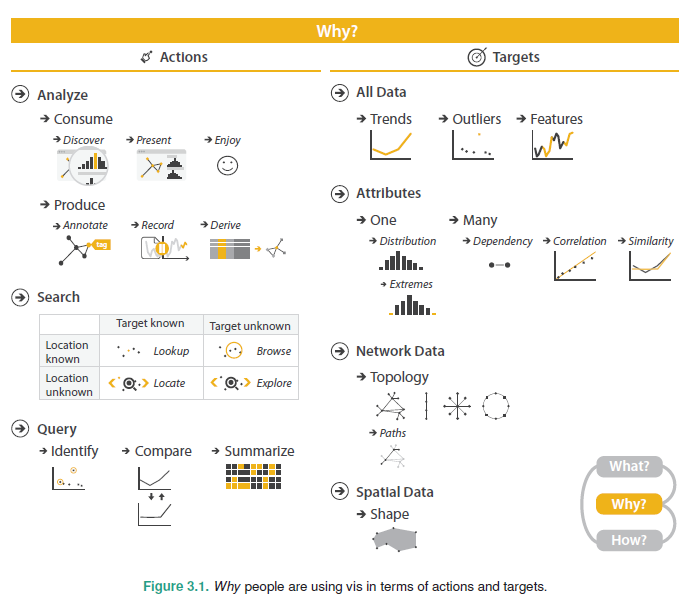 Why?
Actions
Analyze
→ Consume
→ Discover → Present → Enjoy
→ Produce
→ Annotate → Record → Derive
tag
Search
Target known Target unknown
Location known Lookup Browse
Location unknown Locate Explore
Query
→ Identify → Compare → Summarize
Targets
All Data
→ Trends → Outliers → Features
Attributes
→ One → Many
→ Distribution → Dependency → Correlation → Similarity
→ Extremes
Network Data
→ Topology
→ Paths
Spatial Data
→ Shape
What?
Why?
How?
Figure 3.1. Why people are using vis in terms of actions and targets.